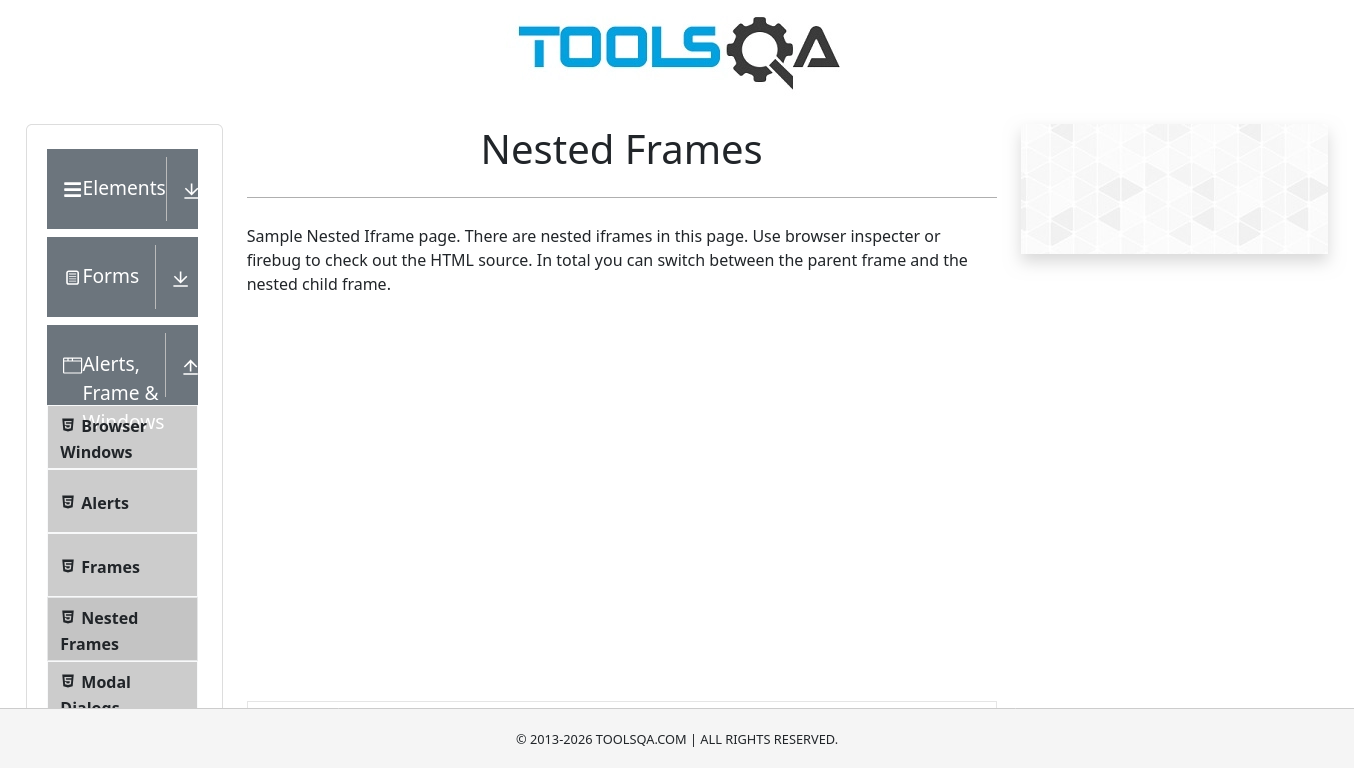 TOOLSQA
Nested Frames
Elements
Forms
Alerts,
Frame &
Windows
Browser
Windows
Alerts
Frames
Nested
Frames
Modal
Dialogs
Sample Nested Iframe page. There are nested iframes in this page. Use browser inspecter or
firebug to check out the HTML source. In total you can switch between the parent frame and the
nested child frame.
© 2013-2026 TOOLSQA.COM | ALL RIGHTS RESERVED.